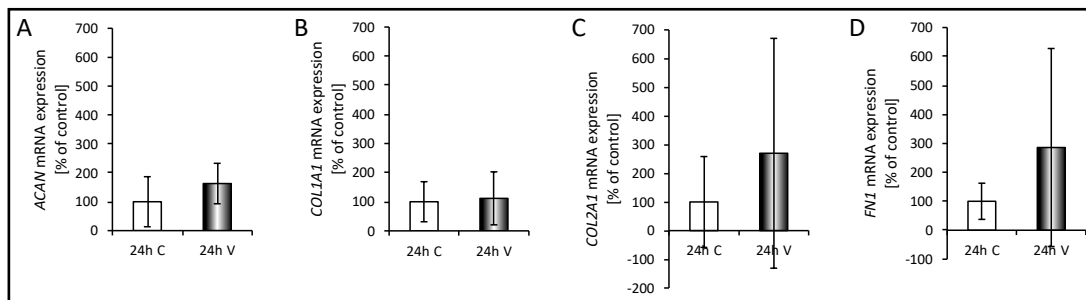 A
ACAN mRNA expression
[% of control]
700
600
500
400
300
200
100
0
24h C 24h V
B
COL1A1 mRNA expression
[% of control]
700
600
500
400
300
200
100
0
24h C 24h V
C
COL2A1 mRNA expression
[% of control]
700
600
500
400
300
200
100
0
-100
-200
24h C 24h V
D
FN1 mRNA expression
[% of control]
700
600
500
400
300
200
100
0
-100
24h C 24h V